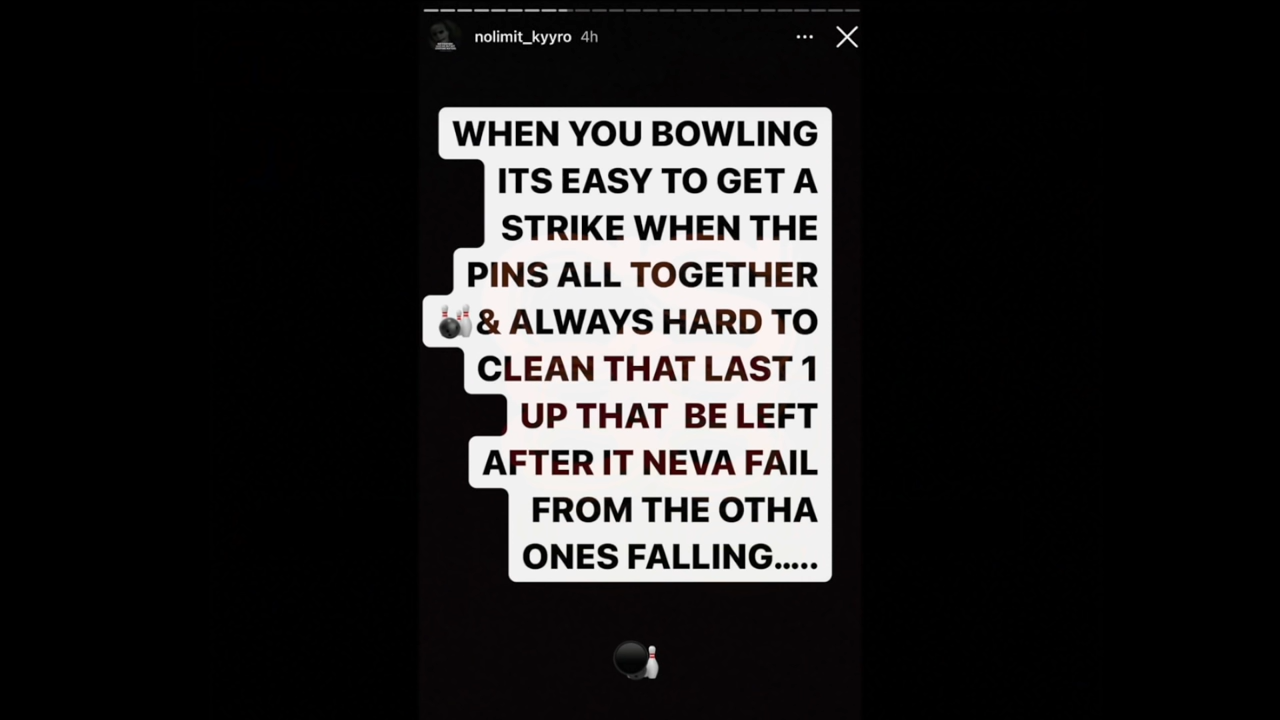 nolimit_kyyro 4h
WHEN YOU BOWLING
ITS EASY TO GET A
STRIKE WHEN THE
PINS ALL TOGETHER
🎳& ALWAYS HARD TO
CLEAN THAT LAST 1
UP THAT  BE LEFT
AFTER IT NEVA FAIL
FROM THE OTHA
ONES FALLING.....